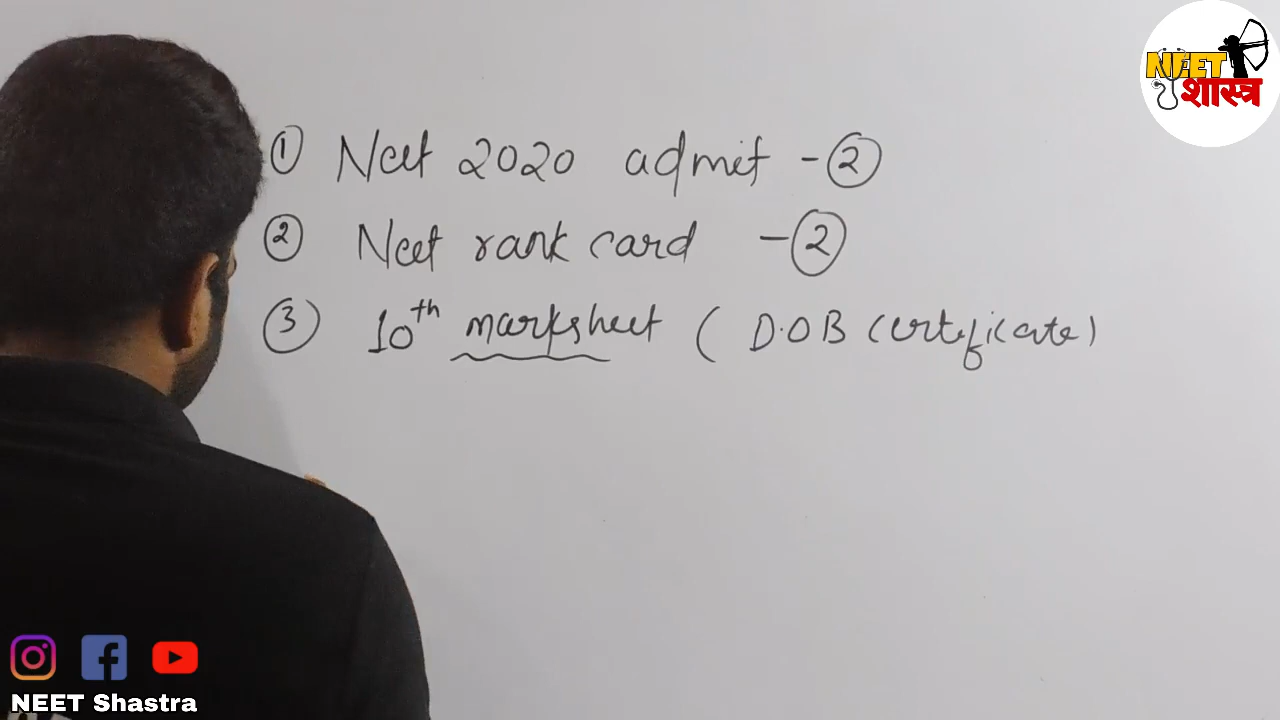 NEET
शास्त्र
① Neet 2020 admit - ②
② Neet rank card - ②
③ 10th marksheet ( D.O.B certificate)
NEET Shastra